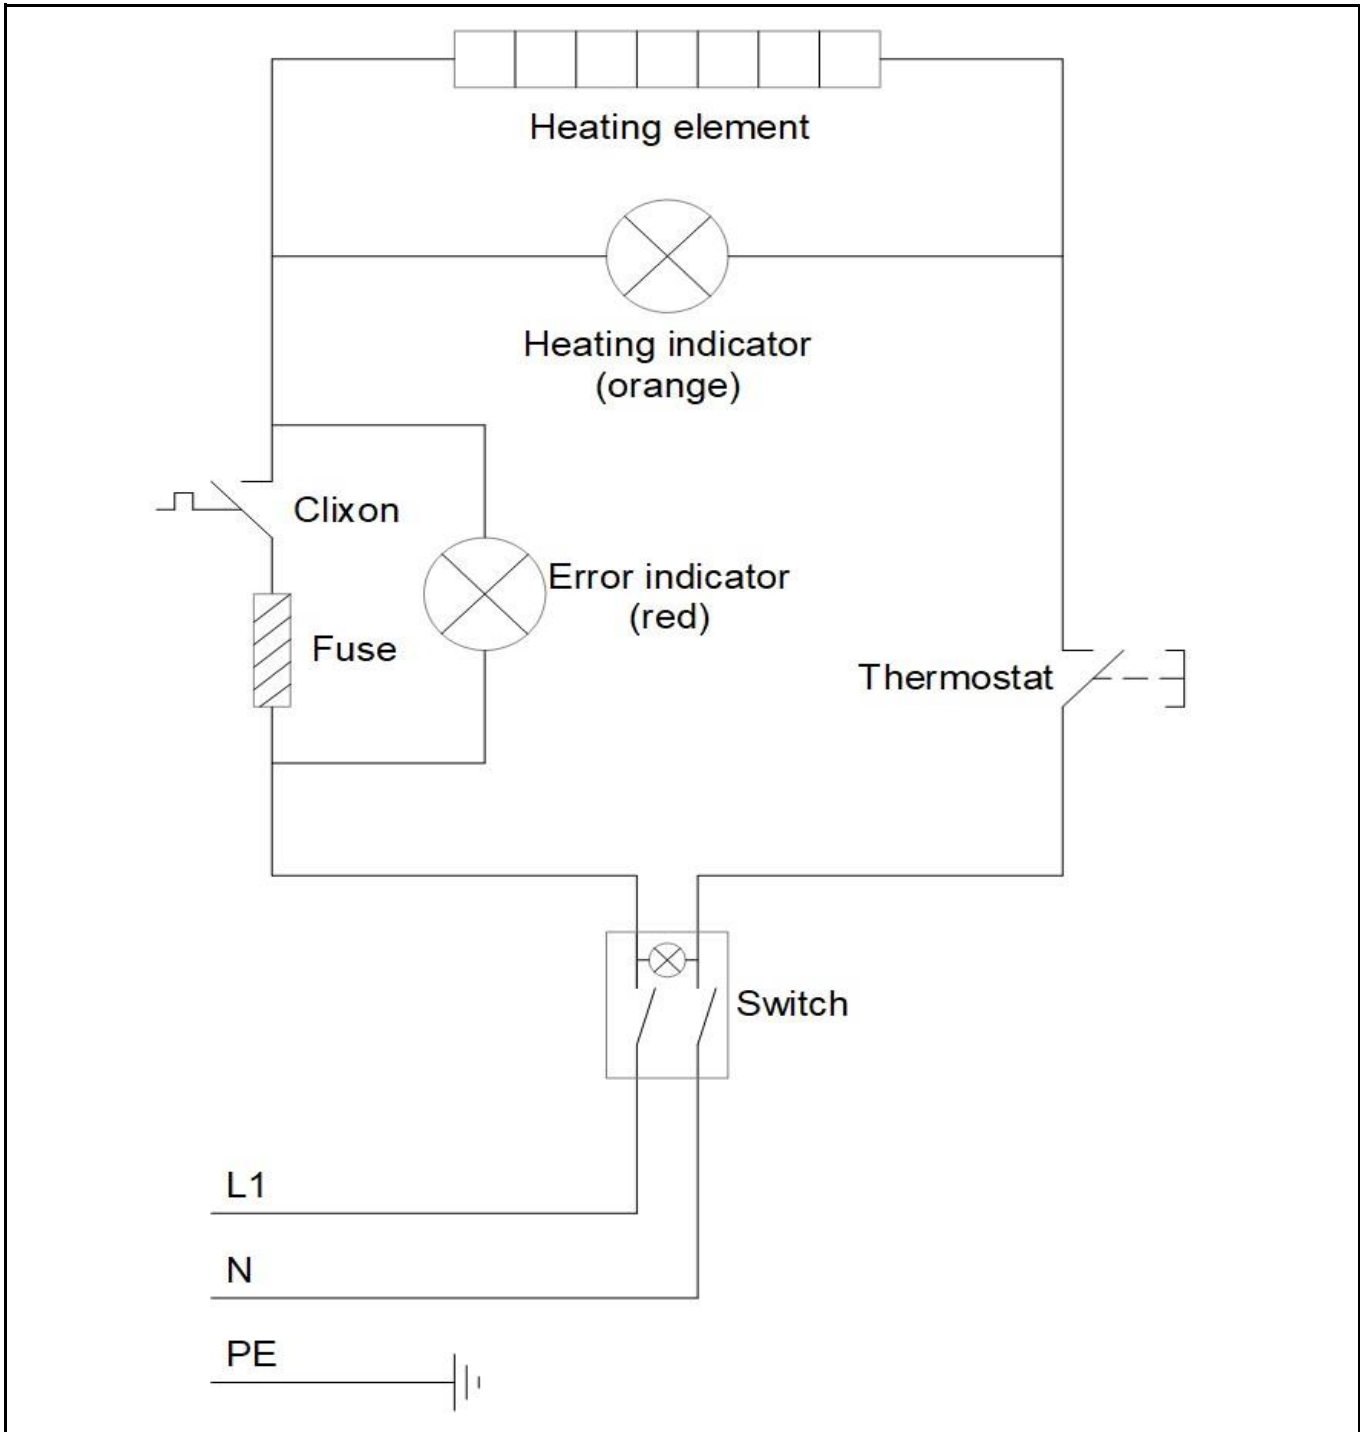 Heating element
Heating indicator
(orange)
Clixon
Error indicator
(red)
Fuse
Thermostat
Switch
L1
N
PE